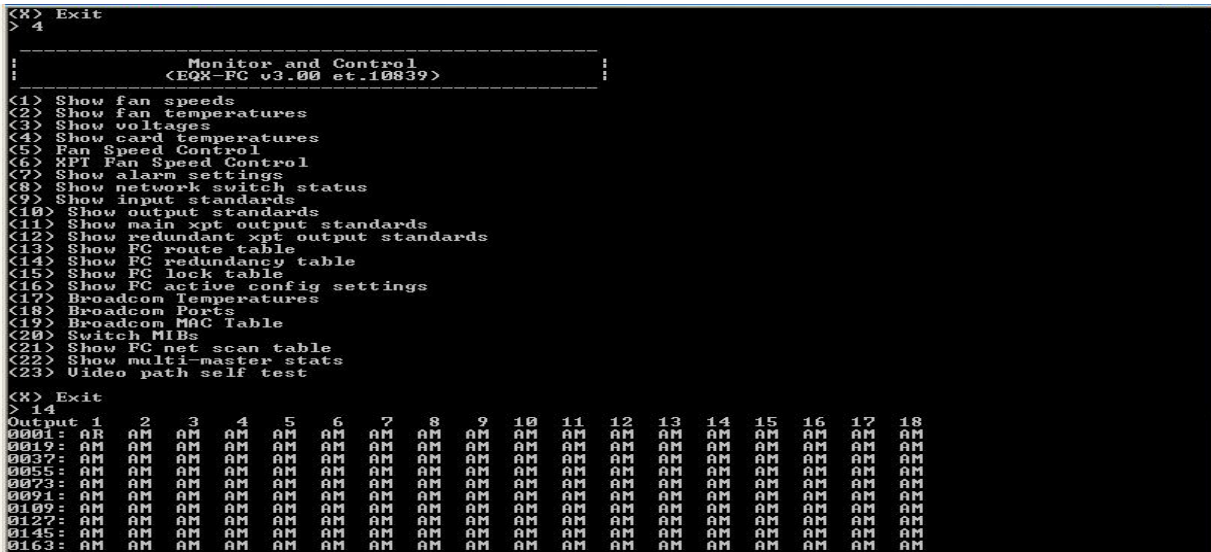 <X> Exit
> 4
Monitor and Control
(EQX-FC v3.00 et.10839)
<1> Show fan speeds
<2> Show fan temperatures
<3> Show voltages
<4> Show card temperatures
<5> Fan Speed Control
<6> XPT Fan Speed Control
<7> Show alarm settings
<8> Show network switch status
<9> Show input standards
<10> Show output standards
<11> Show main xpt output standards
<12> Show redundant xpt output standards
<13> Show FC route table
<14> Show FC redundancy table
<15> Show FC lock table
<16> Show FC active config settings
<17> Broadcom Temperatures
<18> Broadcom Ports
<19> Broadcom MAC Table
<20> Switch MIBs
<21> Show FC net scan table
<22> Show multi-master stats
<23> Video path self test
<X> Exit
> 14
Output 1 2 3 4 5 6 7 8 9 10 11 12 13 14 15 16 17 18
0001: AR AM AM AM AM AM AM AM AM AM AM AM AM AM AM AM AM AM
0019: AM AM AM AM AM AM AM AM AM AM AM AM AM AM AM AM AM AM
0037: AM AM AM AM AM AM AM AM AM AM AM AM AM AM AM AM AM AM
0055: AM AM AM AM AM AM AM AM AM AM AM AM AM AM AM AM AM AM
0073: AM AM AM AM AM AM AM AM AM AM AM AM AM AM AM AM AM AM
0091: AM AM AM AM AM AM AM AM AM AM AM AM AM AM AM AM AM AM
0109: AM AM AM AM AM AM AM AM AM AM AM AM AM AM AM AM AM AM
0127: AM AM AM AM AM AM AM AM AM AM AM AM AM AM AM AM AM AM
0145: AM AM AM AM AM AM AM AM AM AM AM AM AM AM AM AM AM AM
0163: AM AM AM AM AM AM AM AM AM AM AM AM AM AM AM AM AM AM